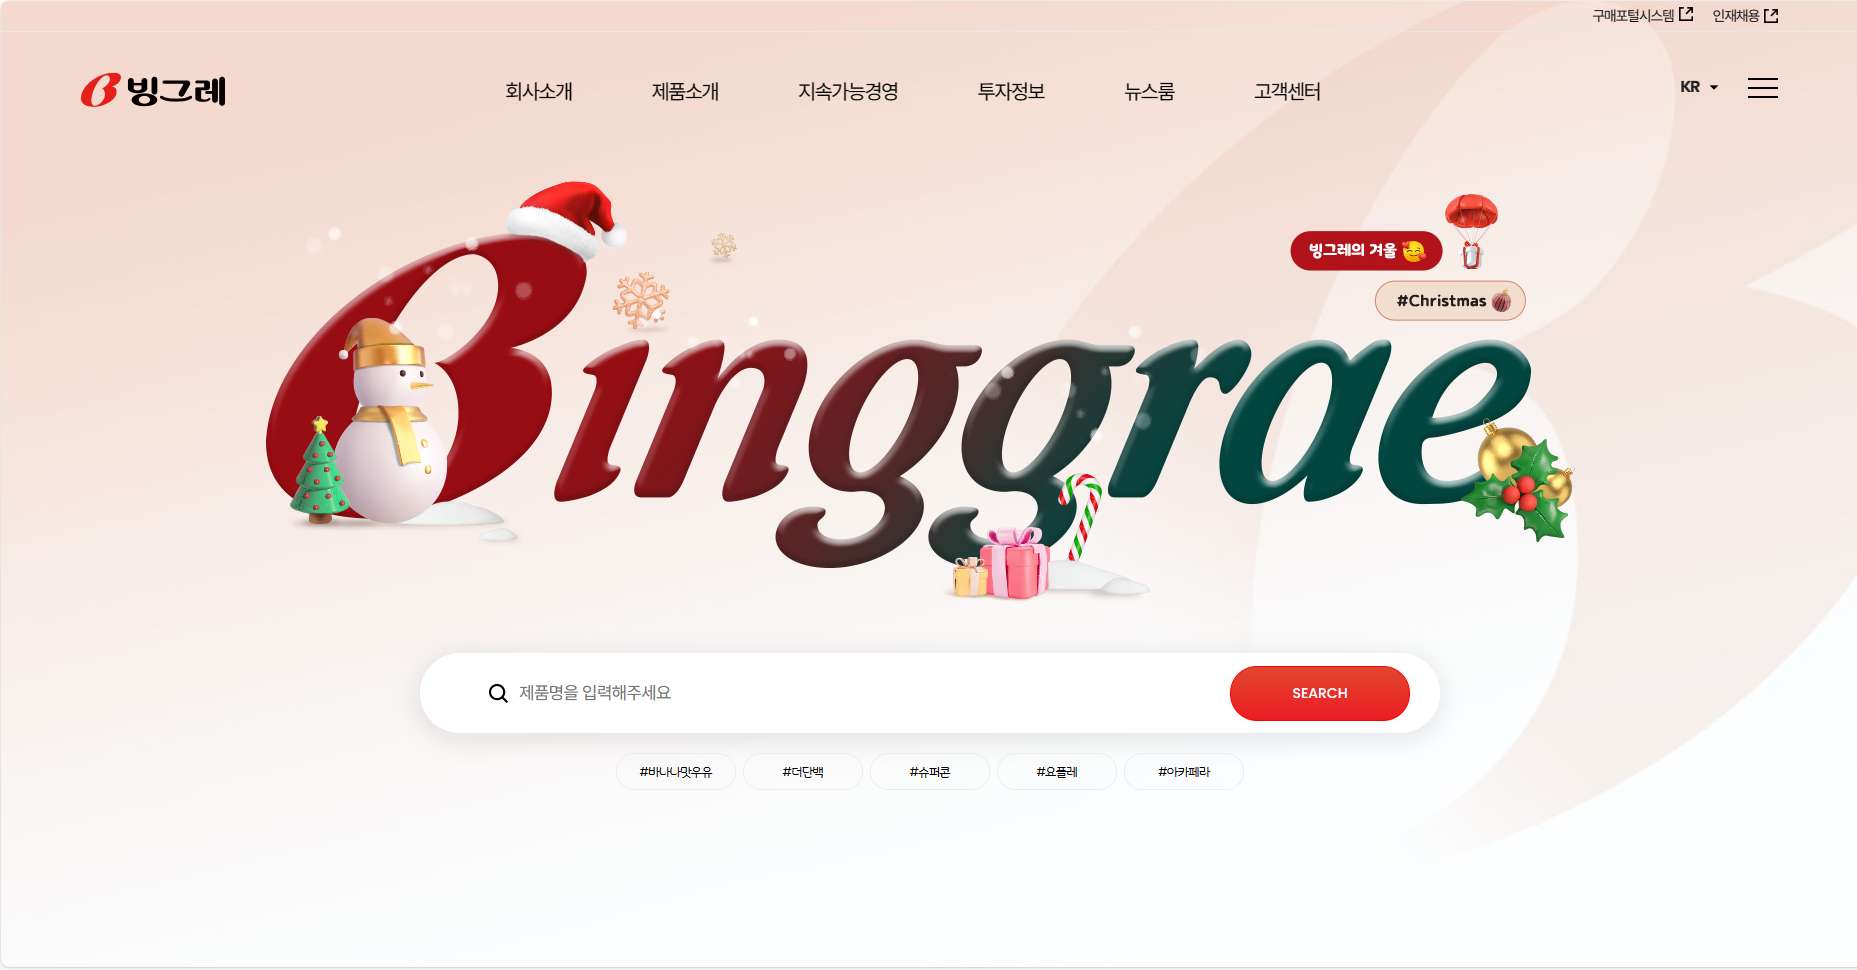 구매포털시스템 인재채용
빙그레 회사소개 제품소개 지속가능경영 투자정보 뉴스룸 고객센터 KR
빙그레의 겨울
#Christmas
Binggrae
제품명을 입력해주세요 SEARCH
#바나나맛우유 #더단백 #슈퍼콘 #요플레 #아카페라